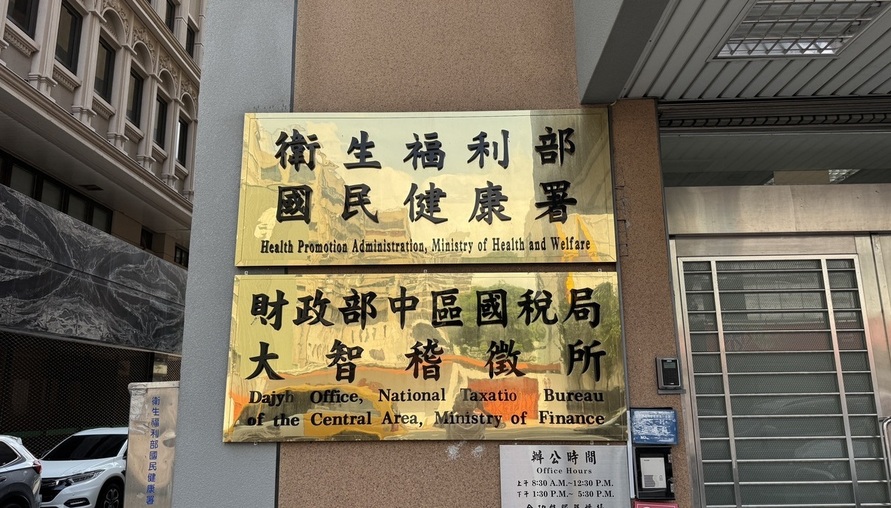 衛生福利部
國民健康署
Health Promotion Administration, Ministry of Health and Welfare
財政部中區國稅局
大智稽徵所
Dajyh Office, National Taxatio Bureau
of the Central Area, Ministry of Finance
衛生福利部國民健康署
辦公時間
Office Hours
上午 8:30 A.M.~12:30 P.M.
下午 1:30 P.M.~ 5:30 P.M.